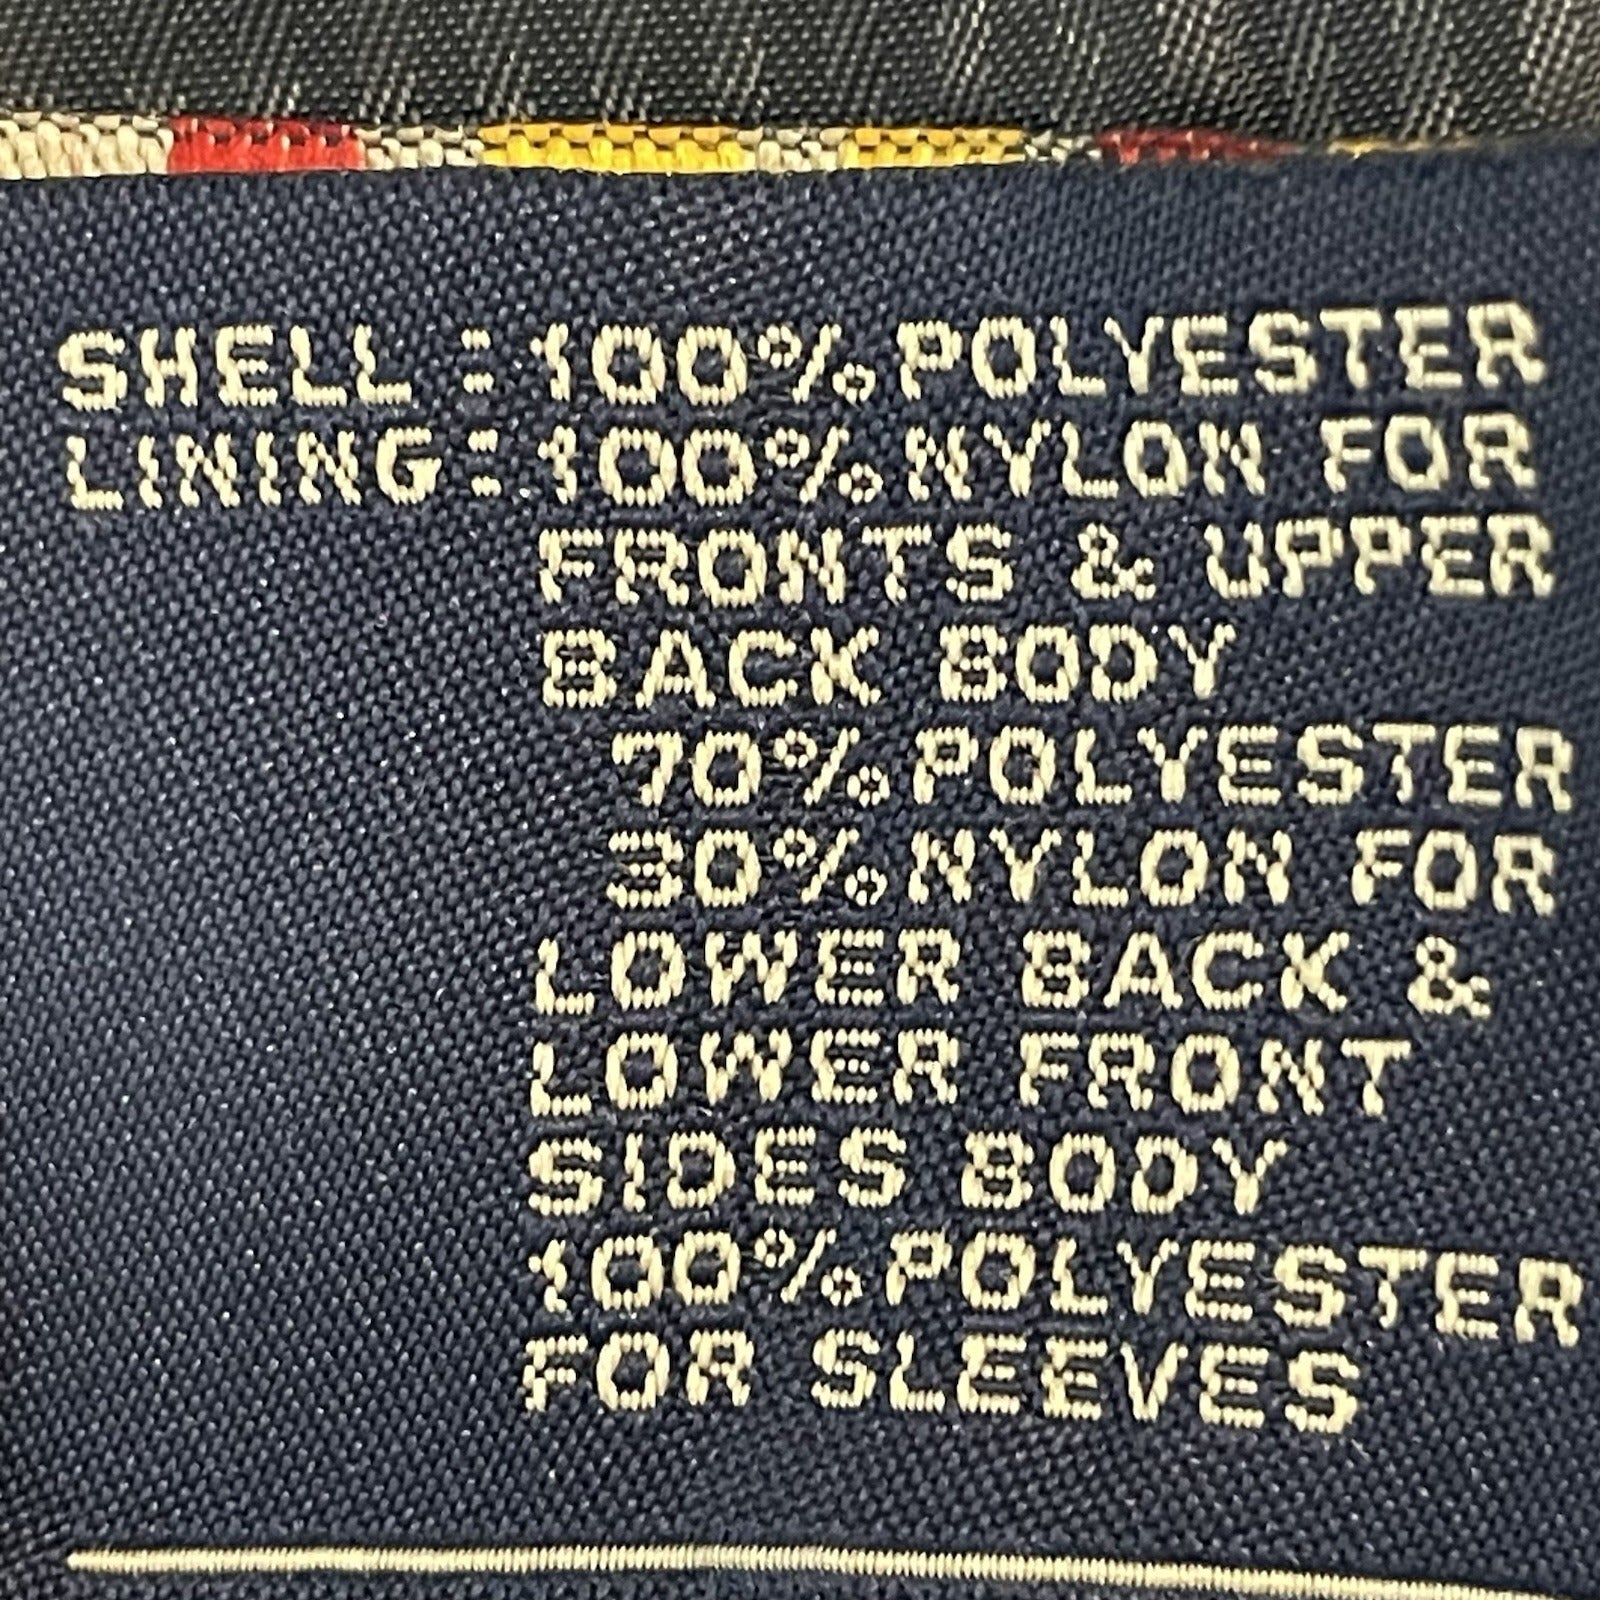 SHELL : 100% POLYESTER
LINING : 100% NYLON FOR
FRONTS & UPPER
BACK BODY
70% POLYESTER
30% NYLON FOR
LOWER BACK &
LOWER FRONT
SIDES BODY
100% POLYESTER
FOR SLEEVES